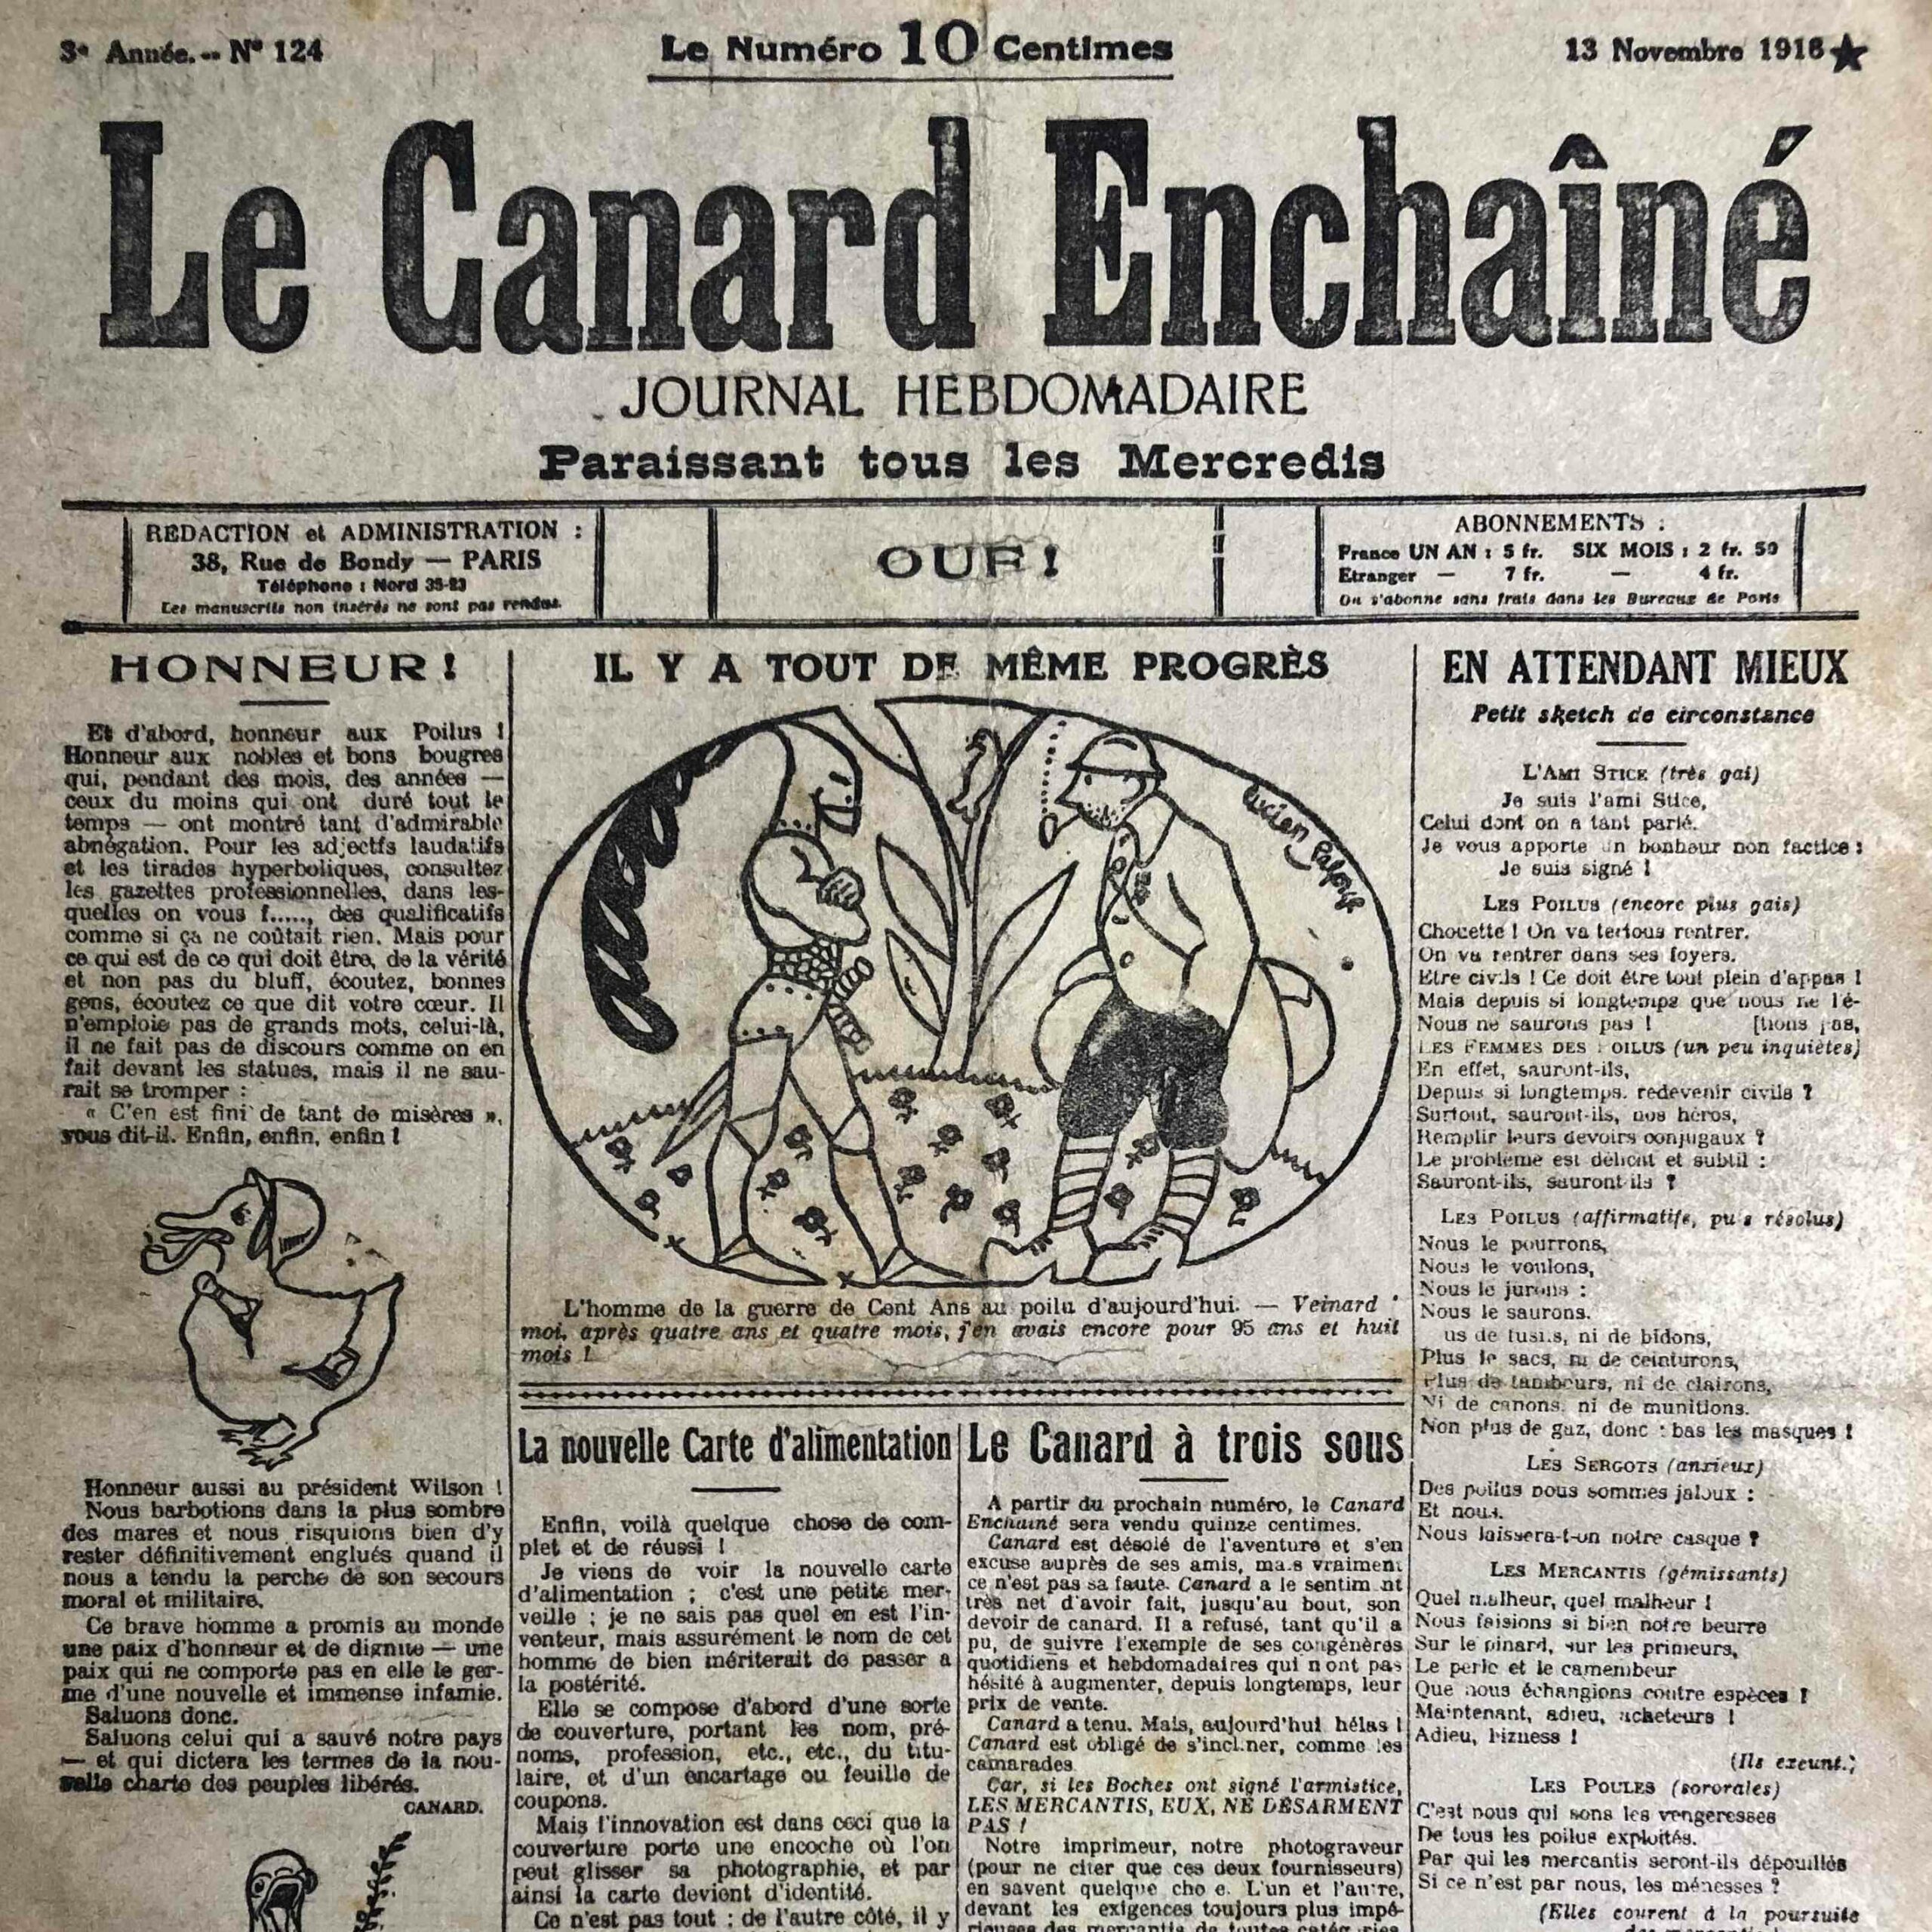 3e Année. -- N° 124
Le Numéro 10 Centimes
13 Novembre 1918
Le Canard Enchaîné
JOURNAL HEBDOMADAIRE
Paraissant tous les Mercredis
RÉDACTION et ADMINISTRATION :
38, Rue de Bondy — PARIS
Téléphone : Nord 35-23
Les manuscrits non insérés ne sont pas rendus.
OUF !
ABONNEMENTS :
France UN AN : 5 fr. SIX MOIS : 2 fr. 50
Etranger — 7 fr. — 4 fr.
On s'abonne sans frais dans les Bureaux de Poste
HONNEUR !
Et d'abord, honneur aux Poilus !
Honneur aux nobles et bons bougres
qui, pendant des mois, des années —
ceux du moins qui ont duré tout le
temps — ont montré tant d'admirable
abnégation. Pour les adjectfs laudatifs
et les tirades hyperboliques, consultez
les gazettes professionnelles, dans les-
quelles on vous f....., des qualificatifs
comme si ça ne coûtait rien. Mais pour
ce qui est de ce qui doit être, de la vérité
et non pas du bluff, écoutez, bonnes
gens, écoutez ce que dit votre cœur. Il
n'emploie pas de grands mots, celui-là,
il ne fait pas de discours comme on en
fait devant les statues, mais il ne sau-
rait se tromper :
« C'en est fini de tant de misères »,
vous dit-il. Enfin, enfin, enfin !
Honneur aussi au président Wilson !
Nous barbotions dans la plus sombre
des mares et nous risquions bien d'y
rester définitivement englués quand il
nous a tendu la perche de son secours
moral et militaire.
Ce brave homme a promis au monde
une paix d'honneur et de dignité — une
paix qui ne comporte pas en elle le ger-
me d'une nouvelle et immense infamie.
Saluons donc.
Saluons celui qui a sauvé notre pays
— et qui dictera les termes de la nou-
velle charte des peuples libérés.
CANARD.
IL Y A TOUT DE MÊME PROGRÈS
Lucien Laforge
L'homme de la guerre de Cent Ans au poilu d'aujourd'hui. — Veinard !
moi, après quatre ans et quatre mois, j'en avais encore pour 95 ans et huit
mois !
La nouvelle Carte d'alimentation
Enfin, voilà quelque chose de com-
plet et de réussi !
Je viens de voir la nouvelle carte
d'alimentation ; c'est une petite mer-
veille ; je ne sais pas quel en est l'in-
venteur, mais assurément le nom de cet
homme de bien mériterait de passer a
la postérité.
Elle se compose d'abord d'une sorte
de couverture, portant les nom, pré-
noms, profession, etc., etc., du titu-
laire, et d'un encartage ou feuille de
coupons.
Mais l'innovation est dans ceci que la
couverture porte une encoche où l'on
peut glisser sa photographie, et par
ainsi la carte devient d'identité.
Ce n'est pas tout : de l'autre côté, il y
Le Canard à trois sous
A partir du prochain numéro, le Canard
Enchaîné sera vendu quinze centimes.
Canard est désolé de l'aventure et s'en
excuse auprès de ses amis, ma.s vraiment
ce n'est pas sa faute. Canard a le sentim nt
très net d'avoir fait, jusqu'au bout, son
devoir de canard. Il a refusé, tant qu'il a
pu, de suivre l'exemple de ses congénères
quotidiens et hebdomadaires qui n'ont pas
hésité à augmenter, depuis longtemps, leur
prix de vente.
Canard a tenu. Mais, aujourd'hui hélas !
Canard est obligé de s'incl.ner, comme les
camarades.
Car, si les Boches ont signé l'armistice,
LES MERCANTIS, EUX, NE DÉSARMENT
PAS !
Notre imprimeur, notre photograveur
(pour ne citer que ces deux fournisseurs)
en savent quelque cho e. L'un et l'autre,
devant les exigences toujours plus impé-
rieuses des mercantis de toutes catég ries,
EN ATTENDANT MIEUX
Petit sketch de circonstance
L'AMI STICE (très gai)
Je suis l'ami Stice,
Celui dont on a tant parlé.
Je vous apporte un bonheur non factice :
Je suis signé !
LES POILUS (encore plus gais)
Chouette ! On va tertous rentrer.
On va rentrer dans ses foyers.
Etre civ.ls ! Ce doit être tout plein d'appas !
Mais depuis si longtemps que nous ne l'é-
Nous ne saurons pas ! [tions pas,
LES FEMMES DES POILUS (un peu inquiètes)
En effet, sauront-ils,
Depuis si longtemps, redevenir civils ?
Surtout, sauront-ils, nos héros,
Remplir leurs devoirs conjugaux ?
Le problème est délicat et subtil :
Sauront-ils, sauront ils ?
LES POILUS (affirmatifs, pu s résolus)
Nous le pourrons,
Nous le voulons,
Nous le jurons :
Nous le saurons.
us de fusi.s, ni de bidons,
Plus de sacs, ni de ceinturons,
Plus de tambours, ni de clairons,
Ni de canons, ni de munitions.
Non plus de gaz, donc : bas les masques !
LES SERGOTS (anxieux)
Des poilus nous sommes jaloux :
Et nous.
Nous laissera-t-on notre casque ?
LES MERCANTIS (gémissants)
Quel malheur, quel malheur !
Nous faisions si bien notre beurre
Sur le pinard, sur les primeurs,
Le perlo et le camembeur
Que nous échangions contre espèces !
Maintenant, adieu, acheteurs !
Adieu, bizness !
(Ils exeunt.)
LES POULES (sororales)
C'est nous qui sons les vengeresses
De tous les poilus exploités.
Par qui les mercantis seront-ils dépouillés
Si ce n'est par nous, les ménesses ?
(Elles courent à la poursuite
des mercantis